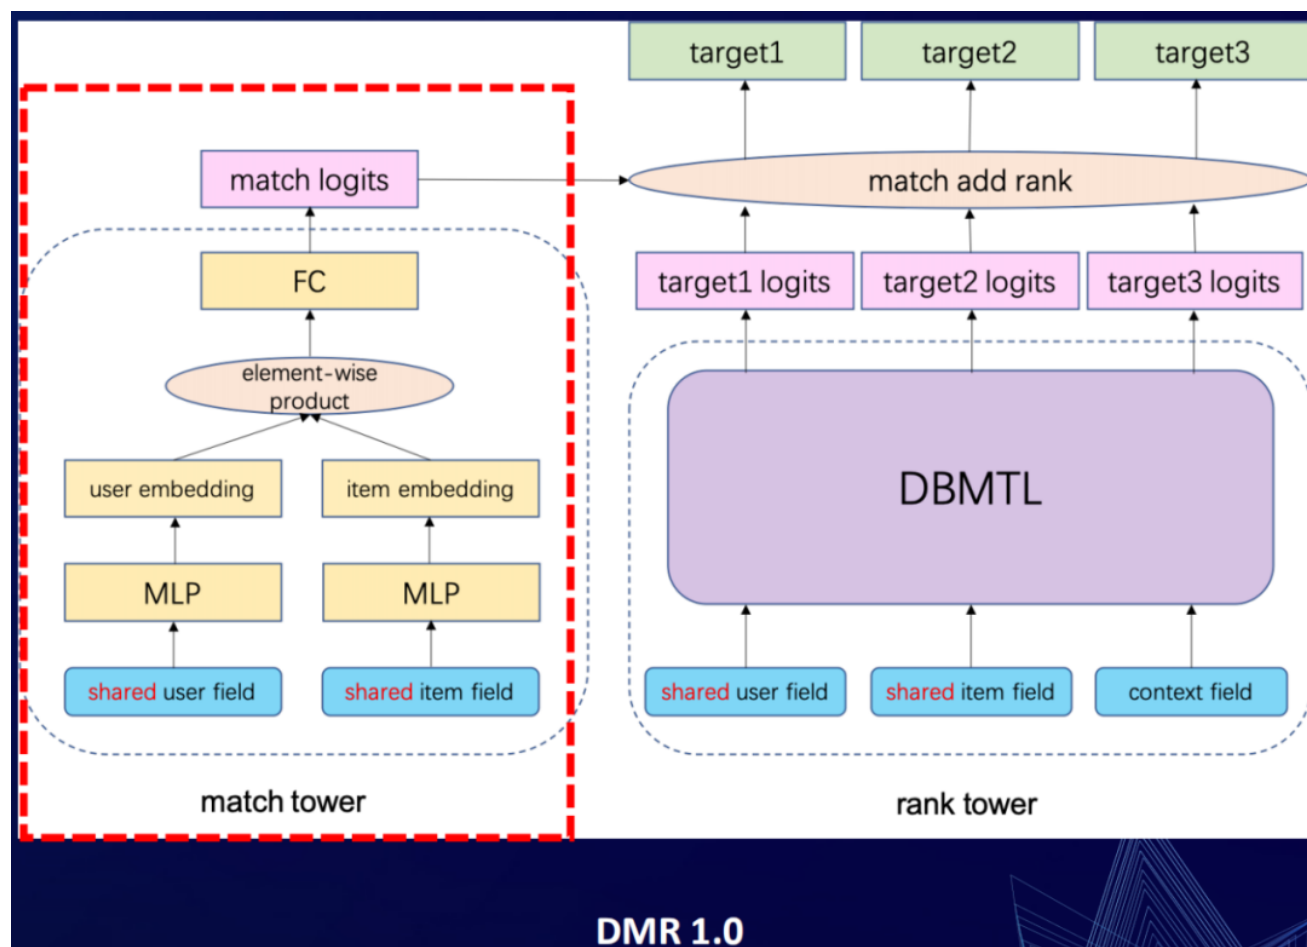 target1
target2
target3
match logits
match add rank
FC
target1 logits
target2 logits
target3 logits
element-wise
product
DBMTL
user embedding
item embedding
MLP
MLP
shared user field
shared item field
shared user field
shared item field
context field
match tower
rank tower
DMR 1.0